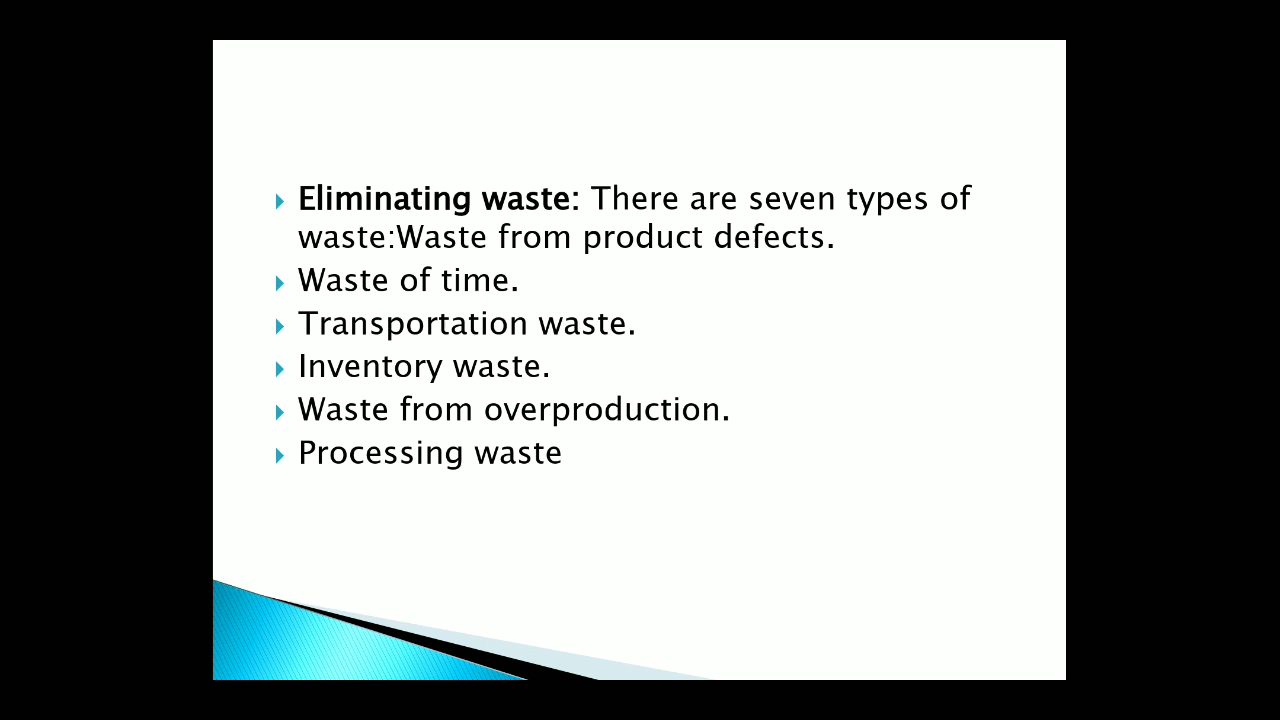 Eliminating waste: There are seven types of
waste:Waste from product defects.
Waste of time.
Transportation waste.
Inventory waste.
Waste from overproduction.
Processing waste